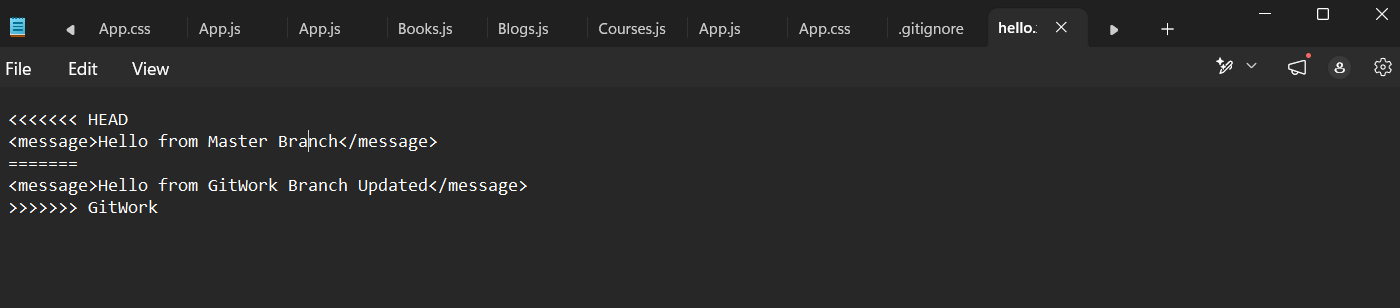 App.css App.js App.js Books.js Blogs.js Courses.js App.js App.css .gitignore hello.
File Edit View
<<<<<<< HEAD
<message>Hello from Master Branch</message>
=======
<message>Hello from GitWork Branch Updated</message>
>>>>>>> GitWork